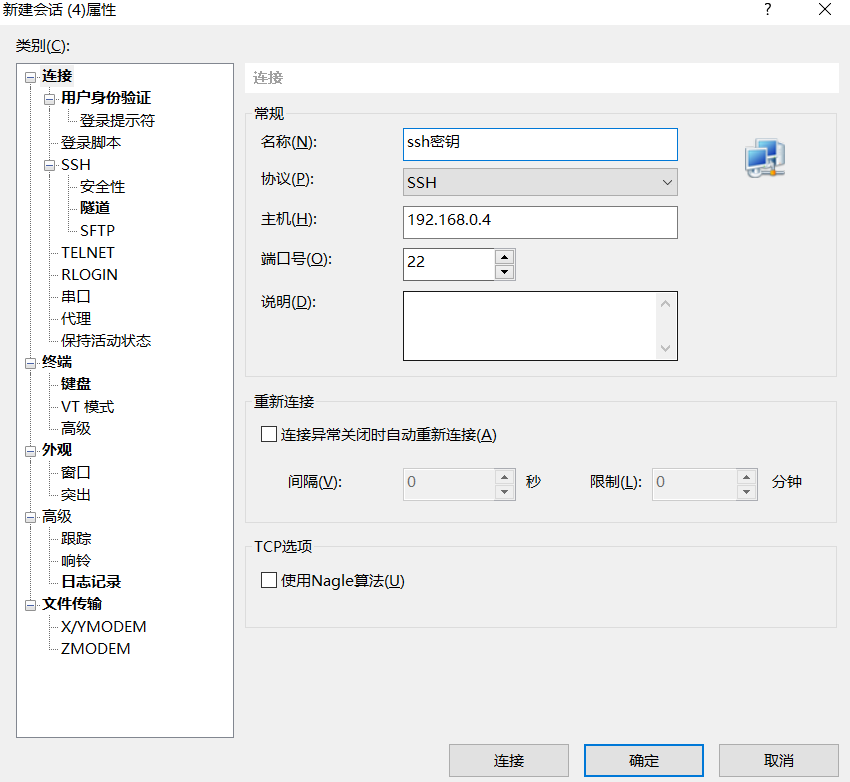 新建会话 (4)属性
?
类别(C):
连接
用户身份验证
登录提示符
登录脚本
SSH
安全性
隧道
SFTP
TELNET
RLOGIN
串口
代理
保持活动状态
终端
键盘
VT 模式
高级
外观
窗口
突出
高级
跟踪
响铃
日志记录
文件传输
X/YMODEM
ZMODEM
连接
常规
名称(N):
ssh密钥
协议(P):
SSH
主机(H):
192.168.0.4
端口号(O):
22
说明(D):
重新连接
连接异常关闭时自动重新连接(A)
间隔(V): 0 秒 限制(L): 0 分钟
TCP选项
使用Nagle算法(U)
连接 确定 取消